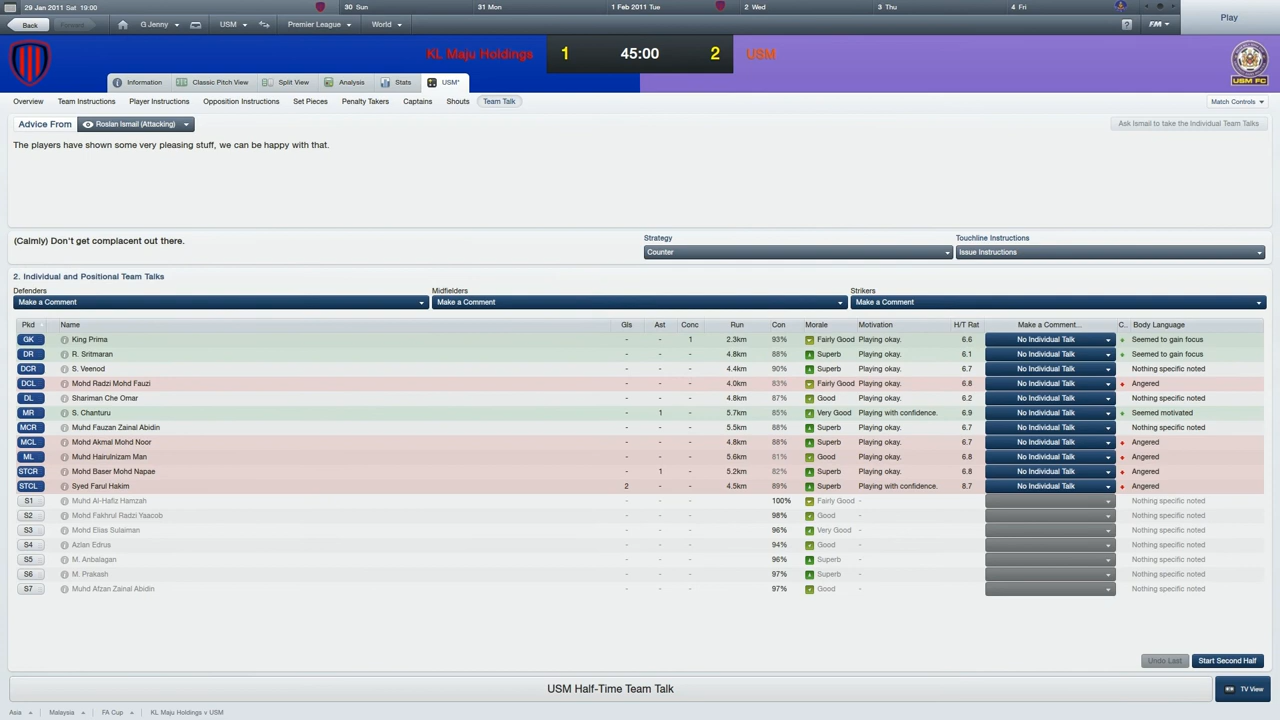 29 Jan 2011 Sat 19:00 30 Sun 31 Mon 1 Feb 2011 Tue 2 Wed 3 Thu 4 Fri
Back Forward G Jenny USM Premier League World ? FM Play
KL Maju Holdings 1 45:00 2 USM
USM FC
Information Classic Pitch View Split View Analysis Stats USM*
Overview Team Instructions Player Instructions Opposition Instructions Set Pieces Penalty Takers Captains Shouts Team Talk Match Controls
Advice From Roslan Ismail (Attacking) Ask Ismail to take the Individual Team Talks
The players have shown some very pleasing stuff, we can be happy with that.
Strategy Touchline Instructions
(Calmly) Don't get complacent out there.
Counter Issue Instructions
2. Individual and Positional Team Talks
Defenders Midfielders Strikers
Make a Comment Make a Comment Make a Comment
Pkd Name Gls Ast Conc Run Con Morale Motivation H/T Rat Make a Comment... C.. Body Language
GK King Prima - - 1 2.3km 93% Fairly Good Playing okay. 6.6 No Individual Talk Seemed to gain focus
DR R. Sritmaran - - - 4.8km 88% Superb Playing okay. 6.1 No Individual Talk Seemed to gain focus
DCR S. Veenod - - - 4.4km 90% Superb Playing okay. 6.7 No Individual Talk Nothing specific noted
DCL Mohd Radzi Mohd Fauzi - - - 4.0km 83% Fairly Good Playing okay. 6.8 No Individual Talk Angered
DL Shariman Che Omar - - - 4.8km 87% Good Playing okay. 6.2 No Individual Talk Nothing specific noted
MR S. Chanturu - 1 - 5.7km 85% Very Good Playing with confidence. 6.9 No Individual Talk Seemed motivated
MCR Muhd Fauzan Zainal Abidin - - - 5.5km 88% Superb Playing okay. 6.7 No Individual Talk Nothing specific noted
MCL Mohd Akmal Mohd Noor - - - 4.8km 88% Superb Playing okay. 6.7 No Individual Talk Angered
ML Muhd Hairulnizam Man - - - 5.6km 81% Good Playing okay. 6.8 No Individual Talk Angered
STCR Mohd Baser Mohd Napae - 1 - 5.2km 82% Superb Playing okay. 6.8 No Individual Talk Angered
STCL Syed Farul Hakim 2 - - 4.5km 89% Superb Playing with confidence. 8.7 No Individual Talk Angered
S1 Muhd Al-Hafiz Hamzah - - - 100% Fairly Good - Nothing specific noted
S2 Mohd Fakhrul Radzi Yaacob - - - 98% Good - Nothing specific noted
S3 Mohd Elias Sulaiman - - - 96% Very Good - Nothing specific noted
S4 Azlan Edrus - - - 94% Good - Nothing specific noted
S5 M. Anbalagan - - - 96% Superb - Nothing specific noted
S6 M. Prakash - - - 97% Superb - Nothing specific noted
S7 Muhd Afzan Zainal Abidin - - - 97% Good - Nothing specific noted
Undo Last Start Second Half
USM Half-Time Team Talk TV View
Asia Malaysia FA Cup KL Maju Holdings v USM